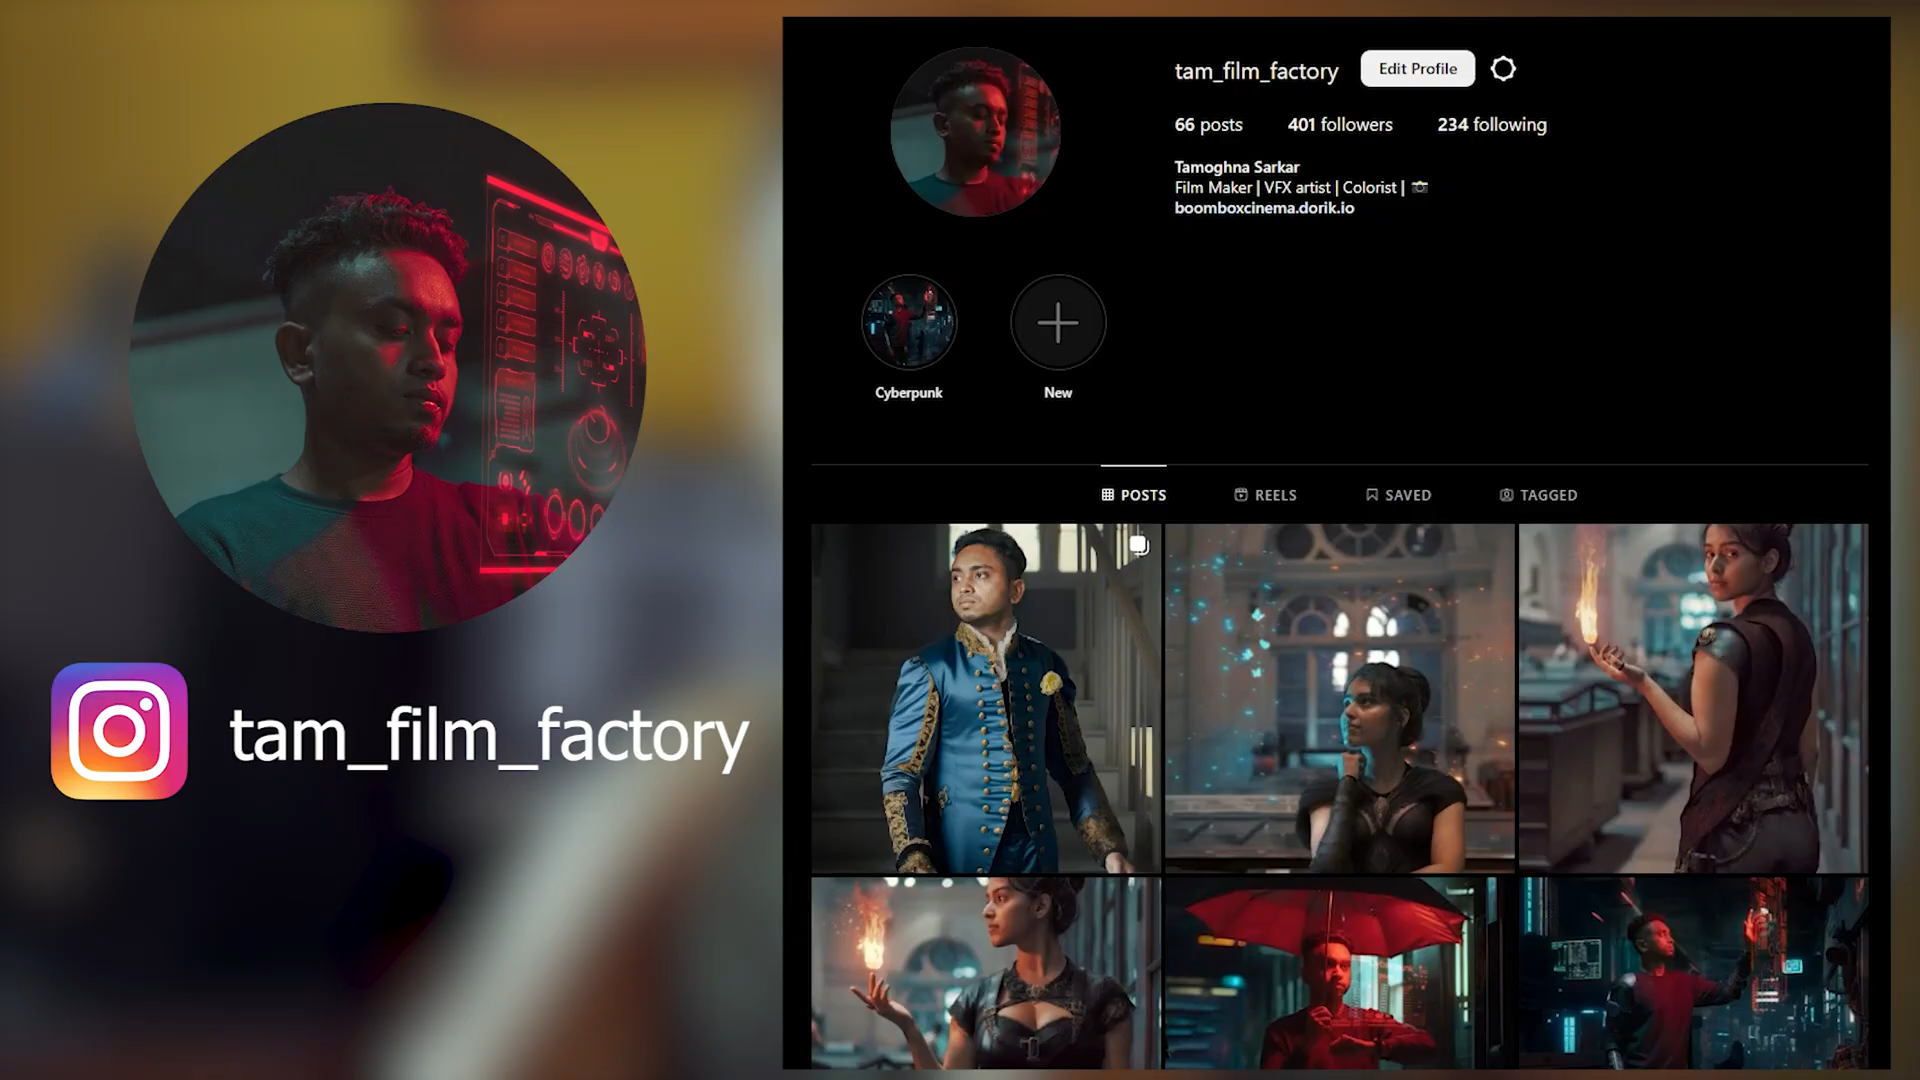 tam_film_factory
tam_film_factory Edit Profile
66 posts 401 followers 234 following
Tamoghna Sarkar
Film Maker | VFX artist | Colorist | 📷
boomboxcinema.dorik.io
Cyberpunk New
POSTS REELS SAVED TAGGED